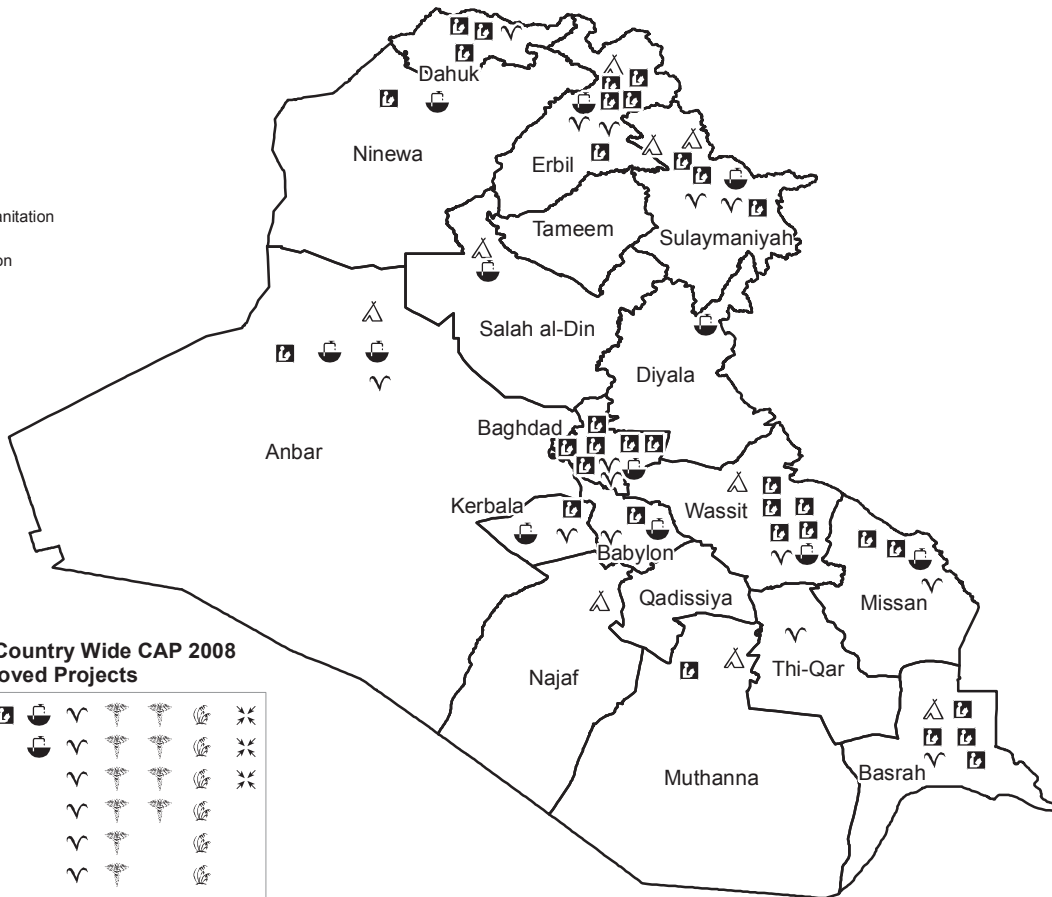 Dahuk
Ninewa
Erbil
anitation
Tameem
Sulaymaniyah
on
Salah al-Din
Diyala
Baghdad
Anbar
Kerbala
Wassit
Babylon
Qadissiya
Missan
Country Wide CAP 2008
oved Projects
Najaf
Thi-Qar
Muthanna
Basrah